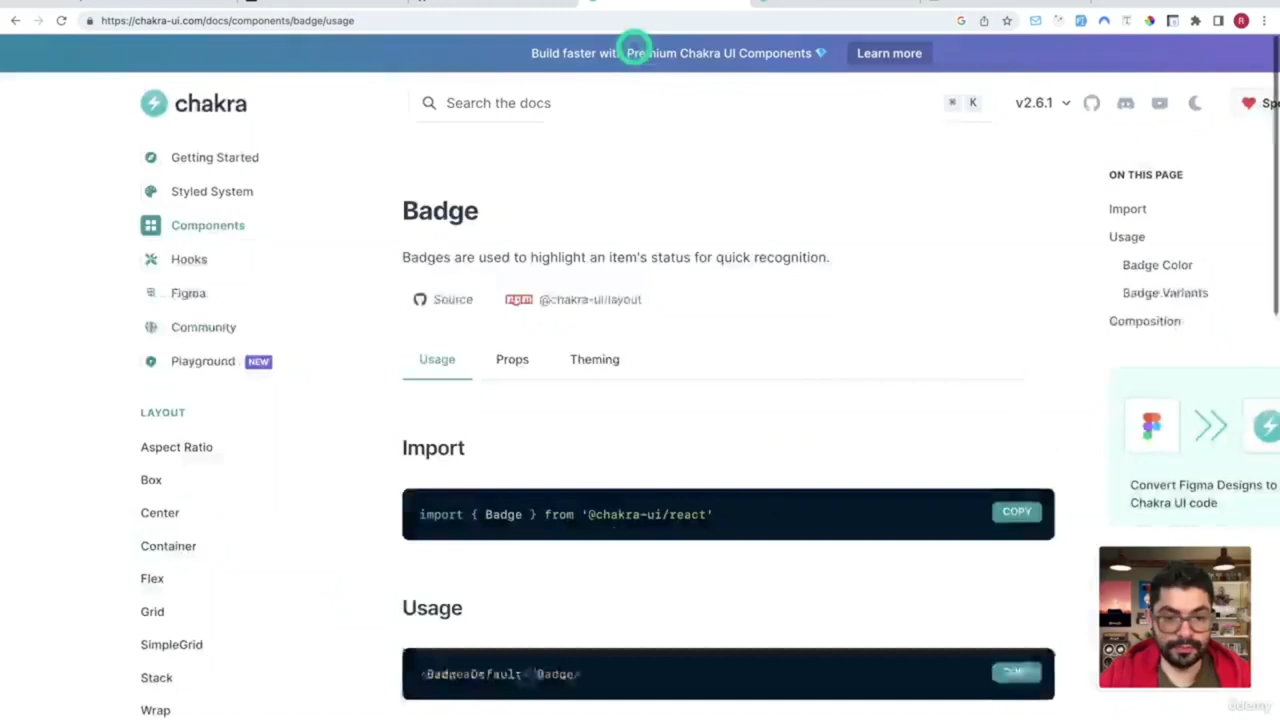 https://chakra-ui.com/docs/components/badge/usage
Build faster with Premium Chakra UI Components
Learn more
chakra
Search the docs
⌘ K
v2.6.1
Getting Started
Styled System
Components
Hooks
Figma
Community
Playground NEW
LAYOUT
Aspect Ratio
Box
Center
Container
Flex
Grid
SimpleGrid
Stack
Wrap
Badge
Badges are used to highlight an item's status for quick recognition.
Source
npm @chakra-ui/layout
Usage
Props
Theming
Import
import { Badge } from '@chakra-ui/react'
COPY
Usage
ON THIS PAGE
Import
Usage
Badge Color
Badge Variants
Composition
Convert Figma Designs to
Chakra UI code
R
Udemy